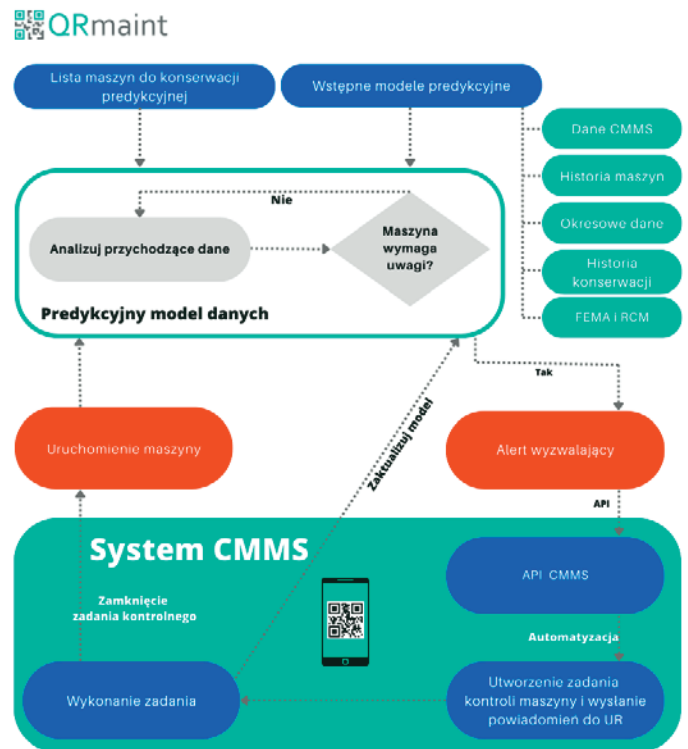 QRmaint
Lista maszyn do konserwacji
predykcyjnej
Wstępne modele predykcyjne
Dane CMMS
Historia maszyn
Okresowe dane
Historia
konserwacji
FEMA i RCM
Nie
Analizuj przychodzące dane
Maszyna
wymaga
uwagi?
Predykcyjny model danych
Tak
Zaktualizuj model
Uruchomienie maszyny
Alert wyzwalający
API
System CMMS
API CMMS
Zamknięcie
zadania kontrolnego
Automatyzacja
Wykonanie zadania
Utworzenie zadania
kontroli maszyny i wysłanie
powiadomień do UR